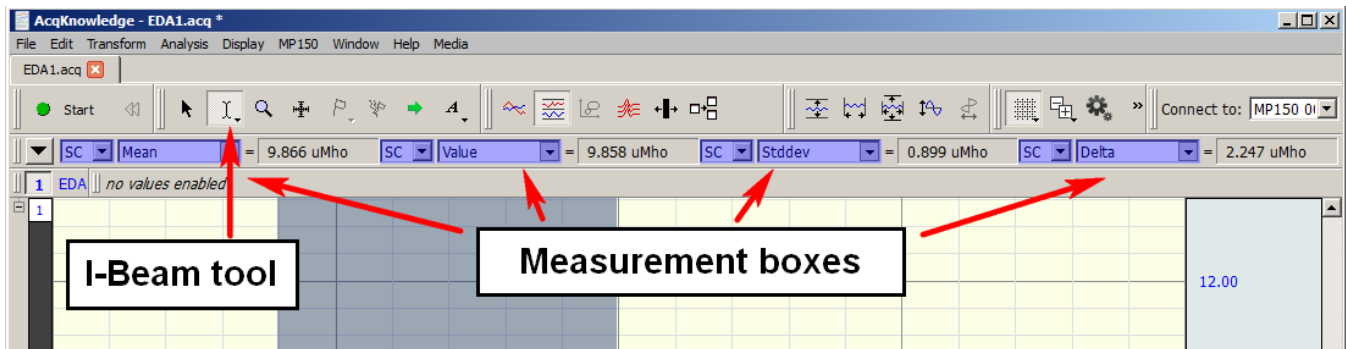 AcqKnowledge - EDA1.acq *
File Edit Transform Analysis Display MP150 Window Help Media
EDA1.acq
Start A Connect to: MP150 0
SC Mean = 9.866 uMho SC Value = 9.858 uMho SC Stddev = 0.899 uMho SC Delta = 2.247 uMho
1 EDA no values enabled
1
I-Beam tool
Measurement boxes
12.00